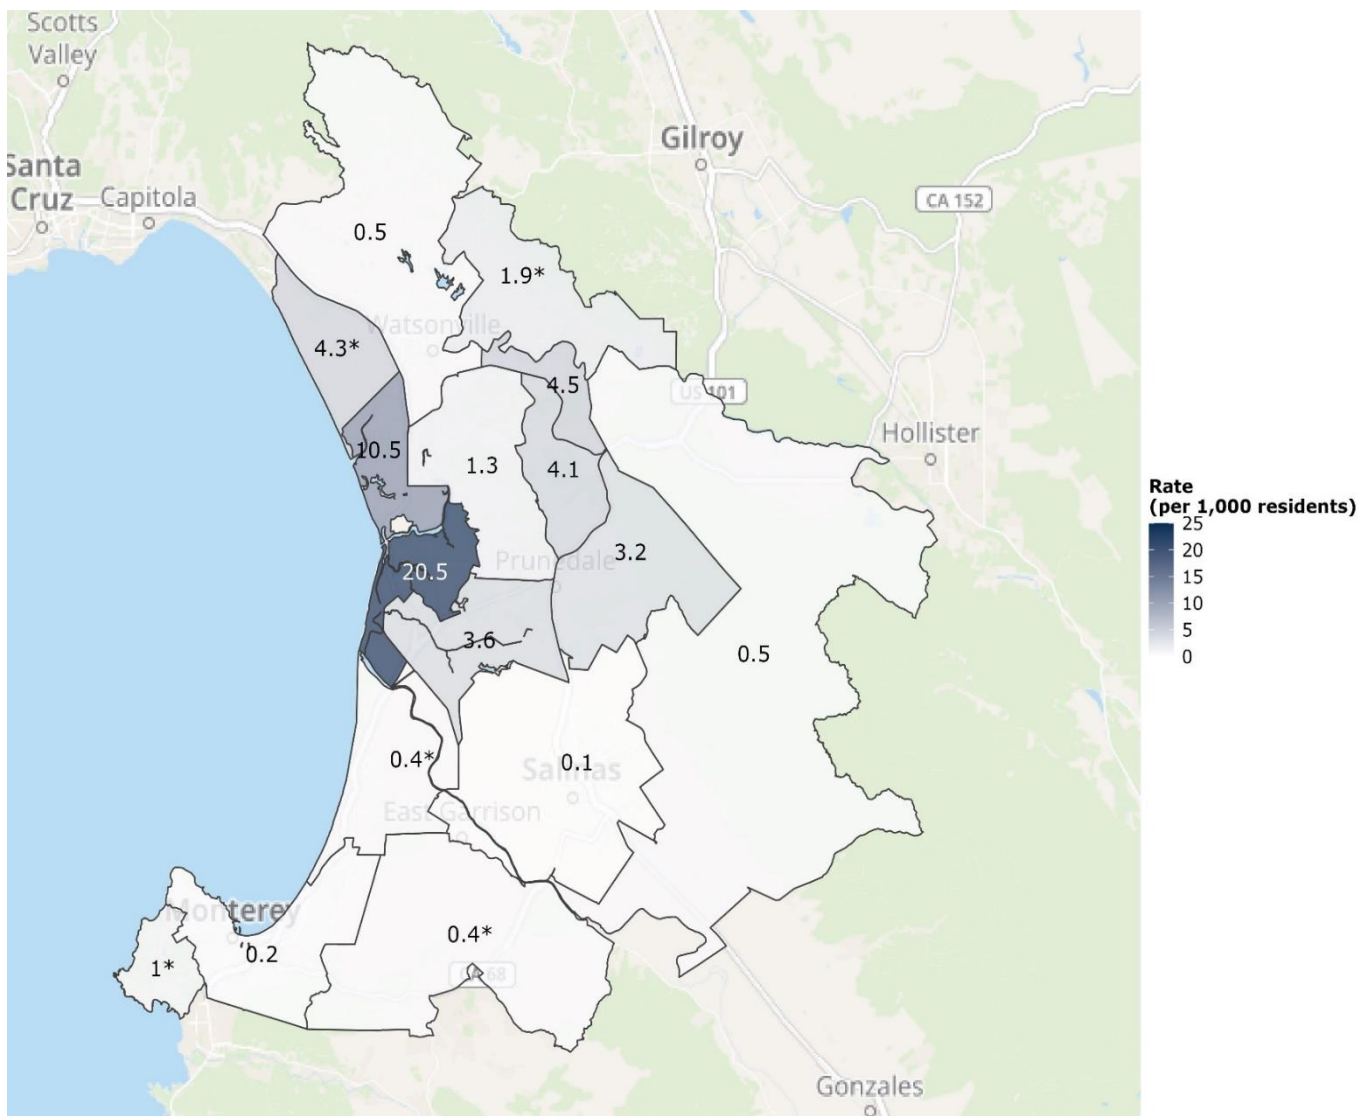 Scotts
Valley
Gilroy
Santa
Cruz
Capitola
CA 152
0.5
1.9*
Watsonville
4.3*
4.5
US 101
Hollister
10.5
1.3
4.1
Rate
(per 1,000 residents)
25
20
15
10
5
0
Prunedale
3.2
20.5
3.6
0.5
0.4*
0.1
Salinas
East Garrison
Monterey
0.4*
0.2
1*
CA 68
Gonzales